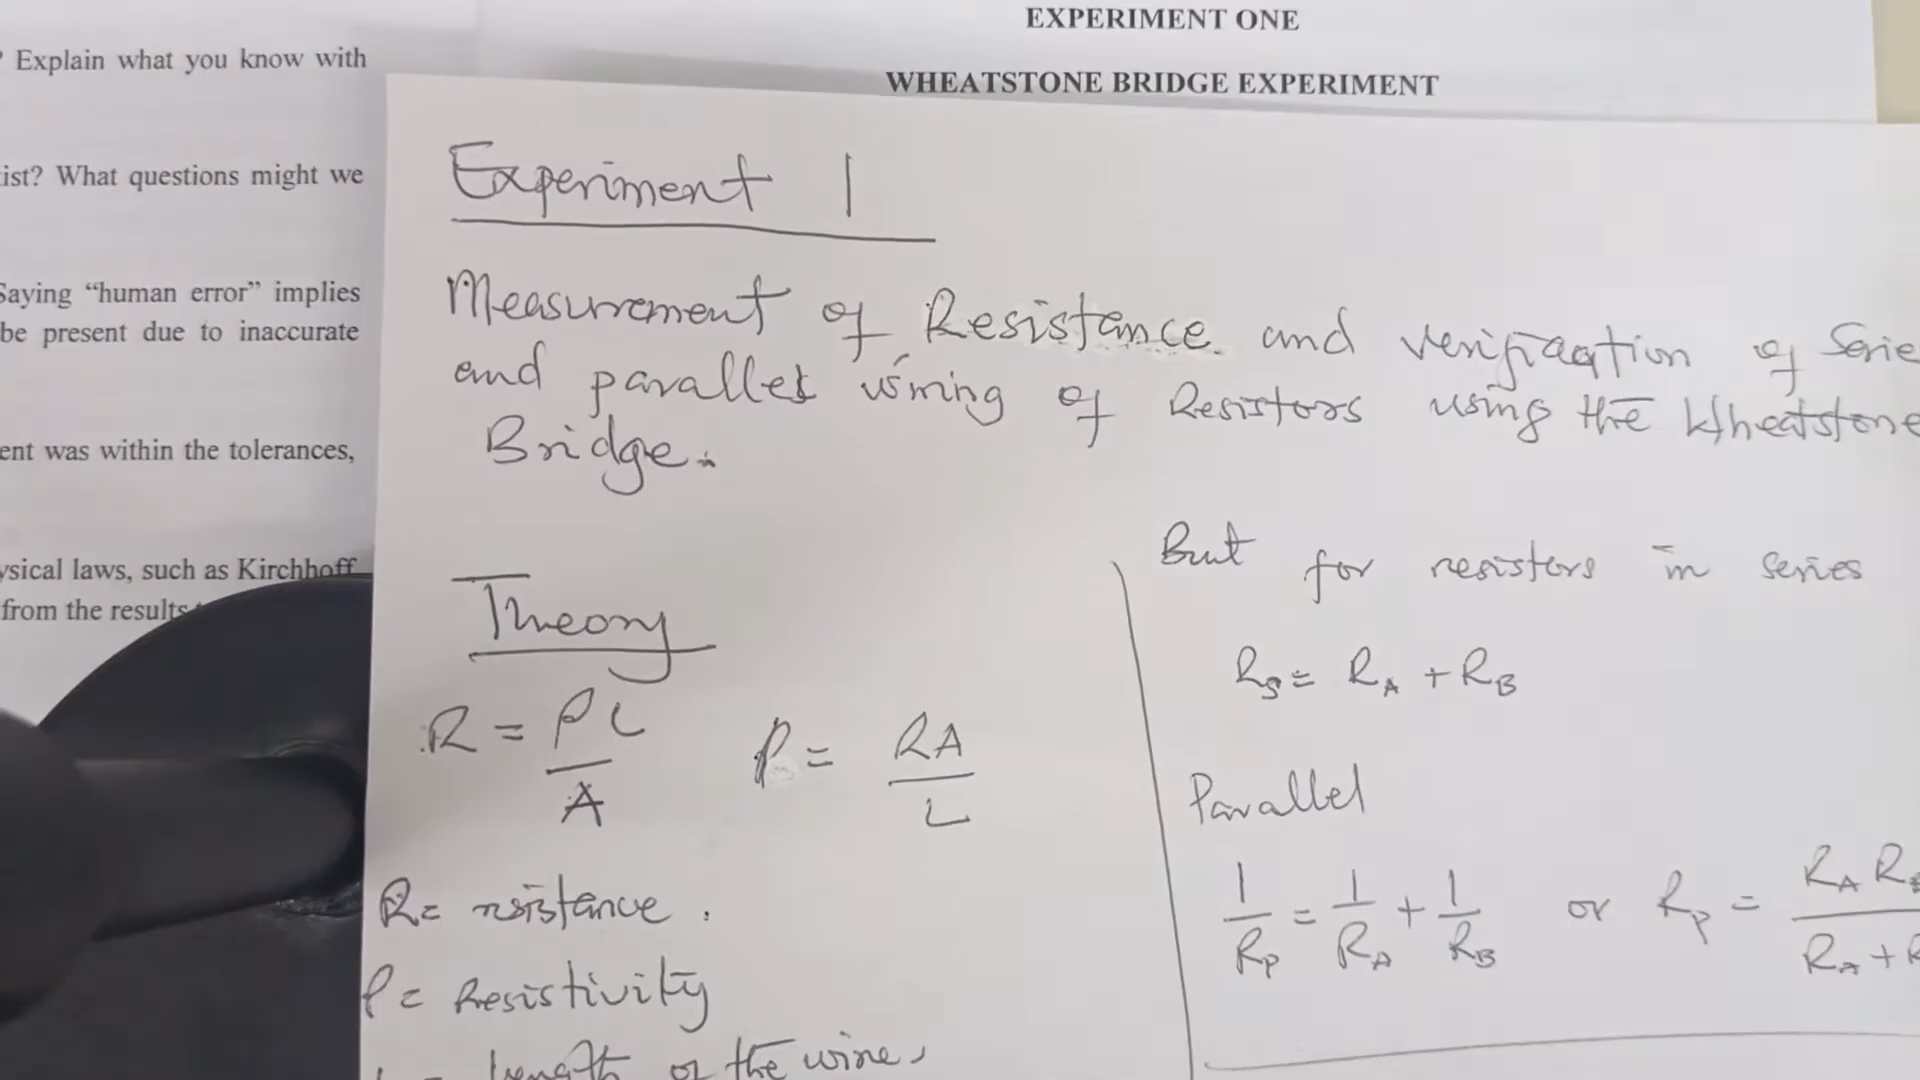 EXPERIMENT ONE
WHEATSTONE BRIDGE EXPERIMENT
? Explain what you know with
ist? What questions might we
Saying “human error” implies
be present due to inaccurate
ent was within the tolerances,
ysical laws, such as Kirchhoff
from the results
Experiment 1
Measurement of Resistance and verification of Serie
and parallel wiring of Resistors using the Wheatstone
Bridge.
Theory
R = ρL/A ρ = RA/L
R = resistance.
ρ = Resistivity
length of the wire,
But for resistors in series
Rs = RA + RB
Parallel
1/Rp = 1/RA + 1/RB or Rp = RA R / RA +